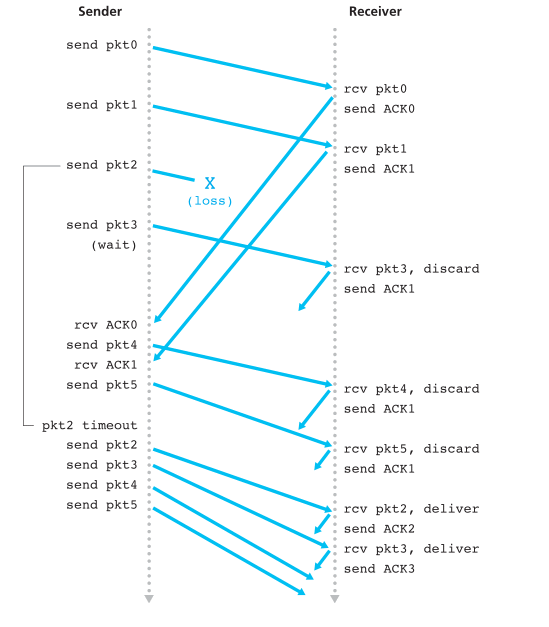 Sender
Receiver
send pkt0
rcv pkt0
send ACK0
send pkt1
rcv pkt1
send ACK1
send pkt2
X
(loss)
send pkt3
(wait)
rcv pkt3, discard
send ACK1
rcv ACK0
send pkt4
rcv ACK1
send pkt5
rcv pkt4, discard
send ACK1
pkt2 timeout
send pkt2
send pkt3
send pkt4
send pkt5
rcv pkt5, discard
send ACK1
rcv pkt2, deliver
send ACK2
rcv pkt3, deliver
send ACK3